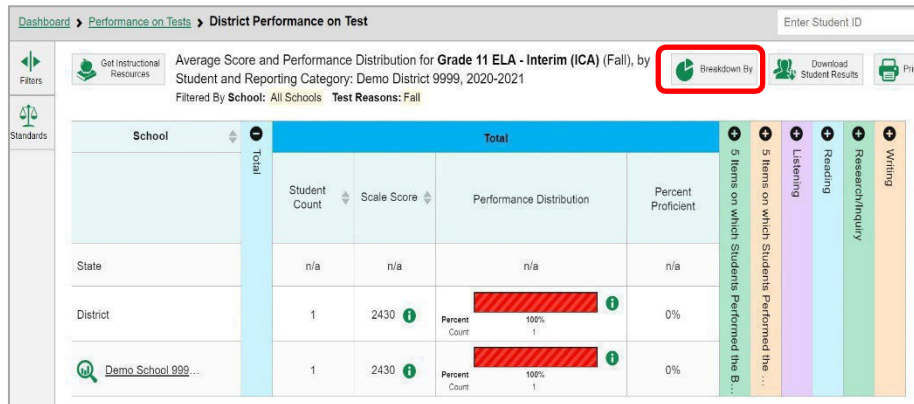 Dashboard > Performance on Tests > District Performance on Test
Enter Student ID
Filters
Standards
Get Instructional
Resources
Average Score and Performance Distribution for Grade 11 ELA - Interim (ICA) (Fall), by
Student and Reporting Category: Demo District 9999, 2020-2021
Filtered By School: All Schools Test Reasons: Fall
Breakdown By
Download
Student Results
Pri
School
Total
Total
Student
Count
Scale Score
Performance Distribution
Percent
Proficient
5 Items on which Students Performed the B...
5 Items on which Students Performed the ...
Listening
Reading
Research/Inquiry
Writing
State n/a n/a n/a n/a
District 1 2430 Percent 100% 0%
Count 1
Demo School 999... 1 2430 Percent 100% 0%
Count 1